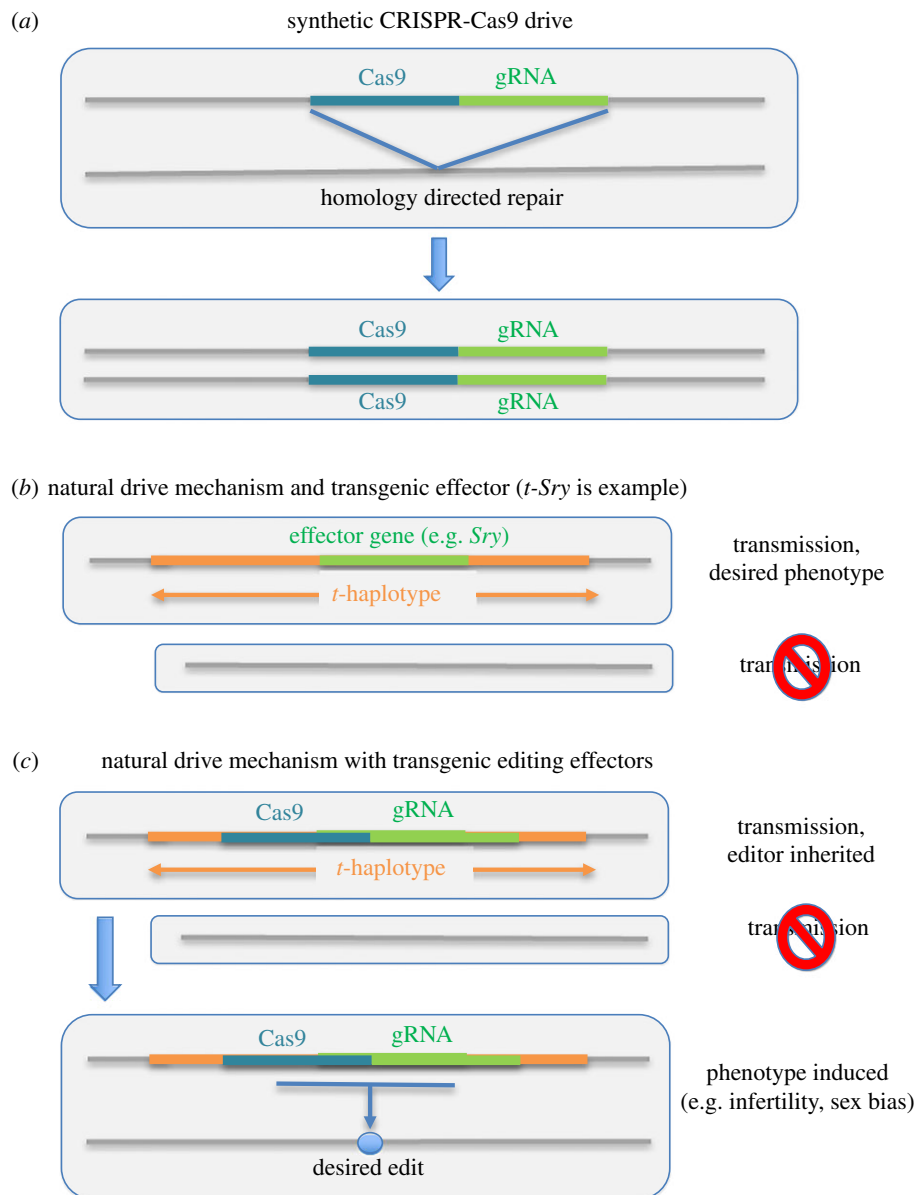 (a) synthetic CRISPR-Cas9 drive
Cas9 gRNA
homology directed repair
Cas9 gRNA
Cas9 gRNA
(b) natural drive mechanism and transgenic effector (t-Sry is example)
effector gene (e.g. Sry)
t-haplotype
transmission,
desired phenotype
transmission
(c) natural drive mechanism with transgenic editing effectors
Cas9 gRNA
t-haplotype
transmission,
editor inherited
transmission
Cas9 gRNA
desired edit
phenotype induced
(e.g. infertility, sex bias)